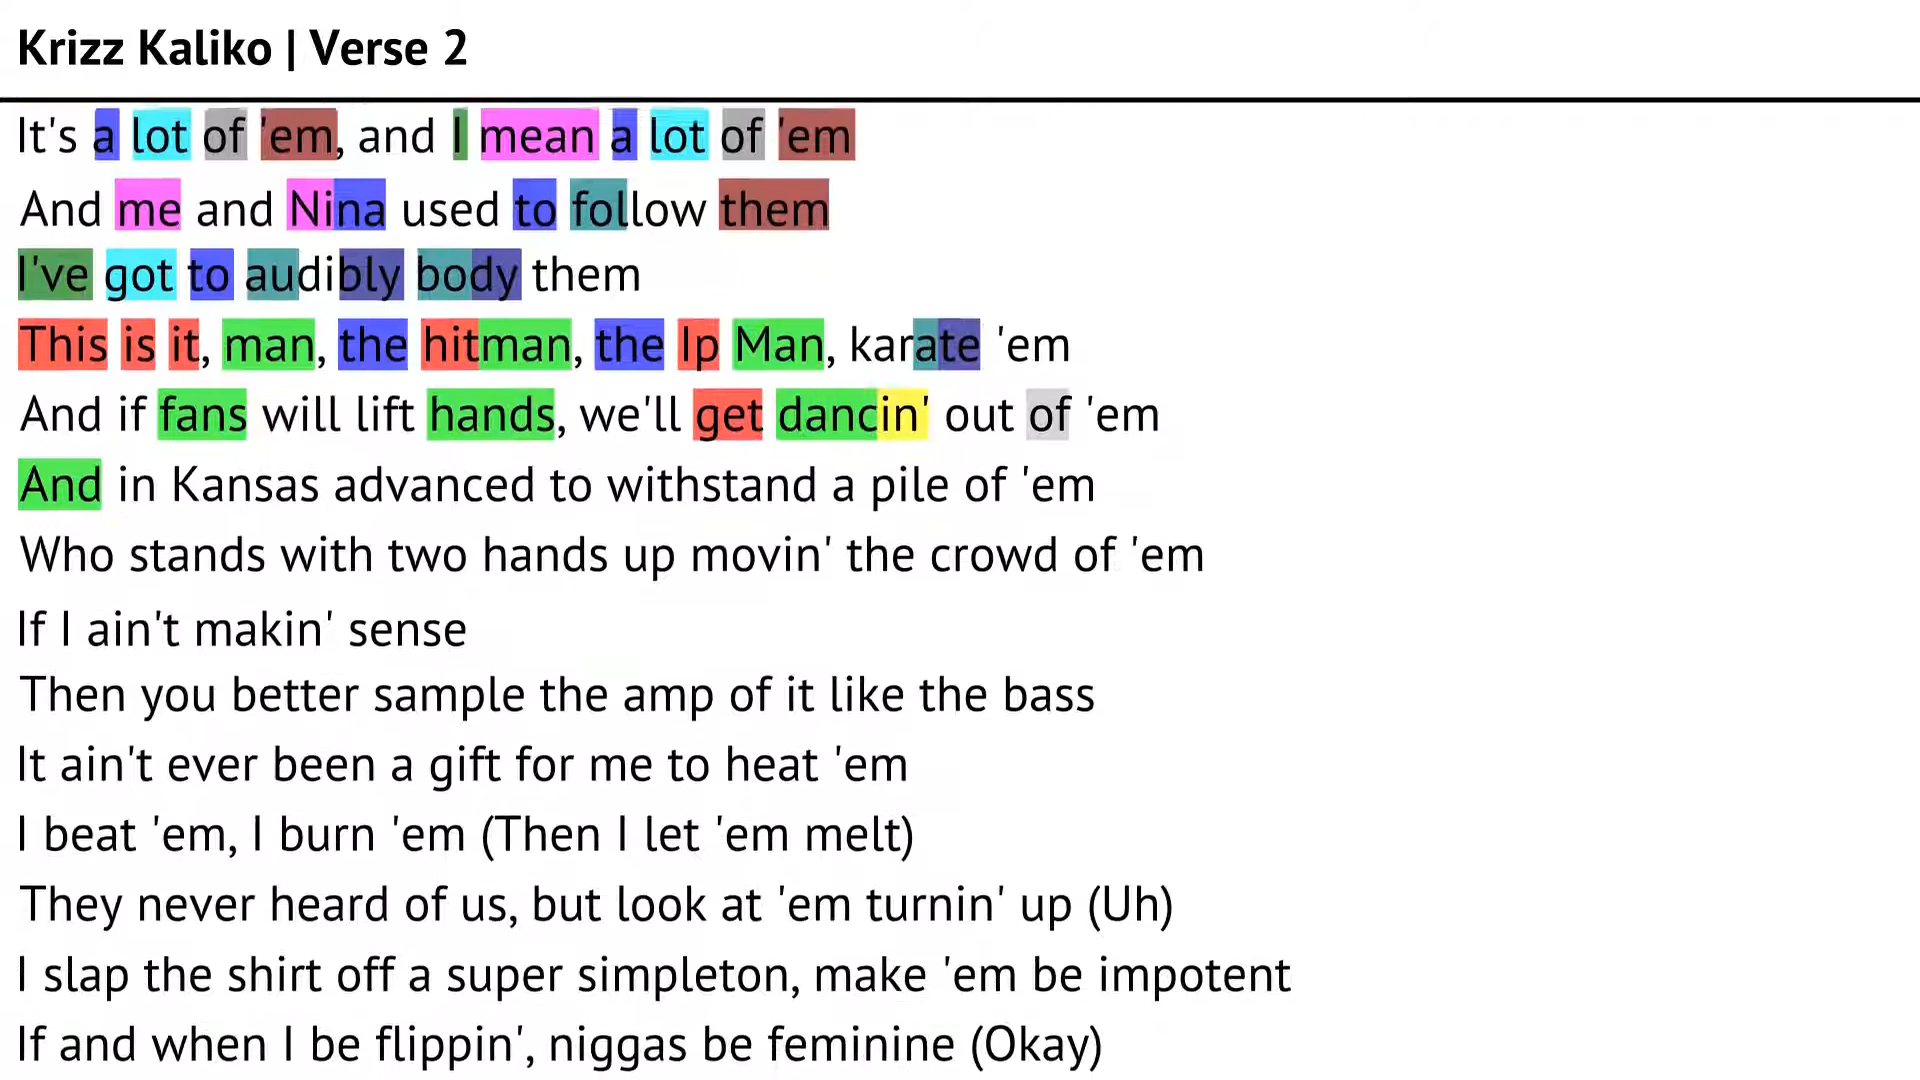 Krizz Kaliko | Verse 2
It's a lot of 'em, and I mean a lot of 'em
And me and Nina used to follow them
I've got to audibly body them
This is it, man, the hitman, the Ip Man, karate 'em
And if fans will lift hands, we'll get dancin' out of 'em
And in Kansas advanced to withstand a pile of 'em
Who stands with two hands up movin' the crowd of 'em
If I ain't makin' sense
Then you better sample the amp of it like the bass
It ain't ever been a gift for me to heat 'em
I beat 'em, I burn 'em (Then I let 'em melt)
They never heard of us, but look at 'em turnin' up (Uh)
I slap the shirt off a super simpleton, make 'em be impotent
If and when I be flippin', niggas be feminine (Okay)